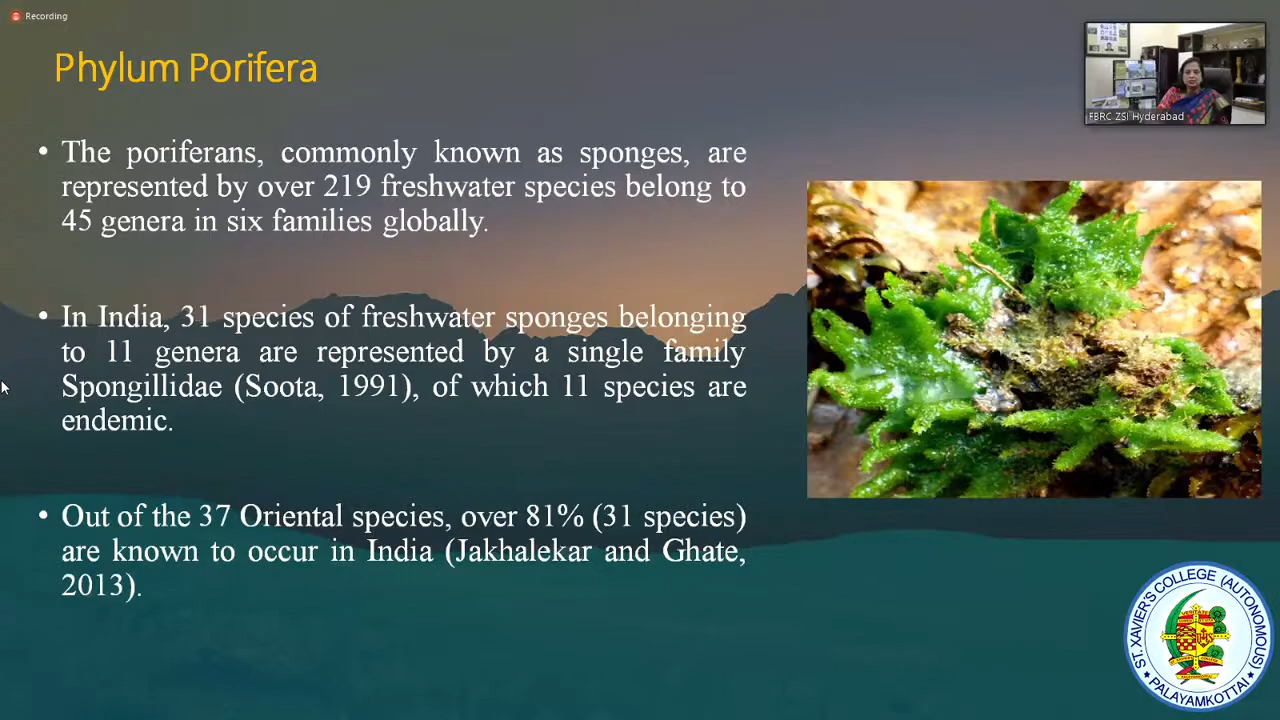 Recording
Phylum Porifera
FBRC ZSI Hyderabad
• The poriferans, commonly known as sponges, are
represented by over 219 freshwater species belong to
45 genera in six families globally.
• In India, 31 species of freshwater sponges belonging
to 11 genera are represented by a single family
Spongillidae (Soota, 1991), of which 11 species are
endemic.
• Out of the 37 Oriental species, over 81% (31 species)
are known to occur in India (Jakhalekar and Ghate,
2013).
ST. XAVIER'S COLLEGE (AUTONOMOUS)
PALAYAMKOTTAI